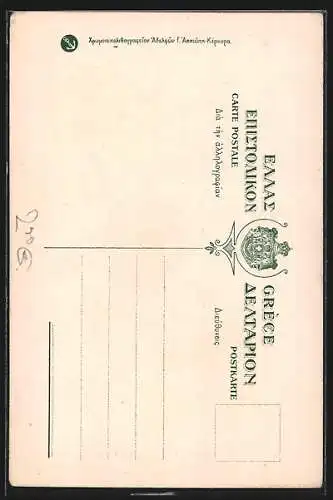 ΕΛΛΑΣ GRÈCE
ΕΠΙΣΤΟΛΙΚΟΝ ΔΕΛΤΑΡΙΟΝ
CARTE POSTALE POSTKARTE
Διὰ τὴν ἀλληλογραφίαν Διεύθυνσις
Χρωμολιθογραφεῖον Ἀδελφῶν Γ. Ἀσπιώτη-Κέρκυρα.